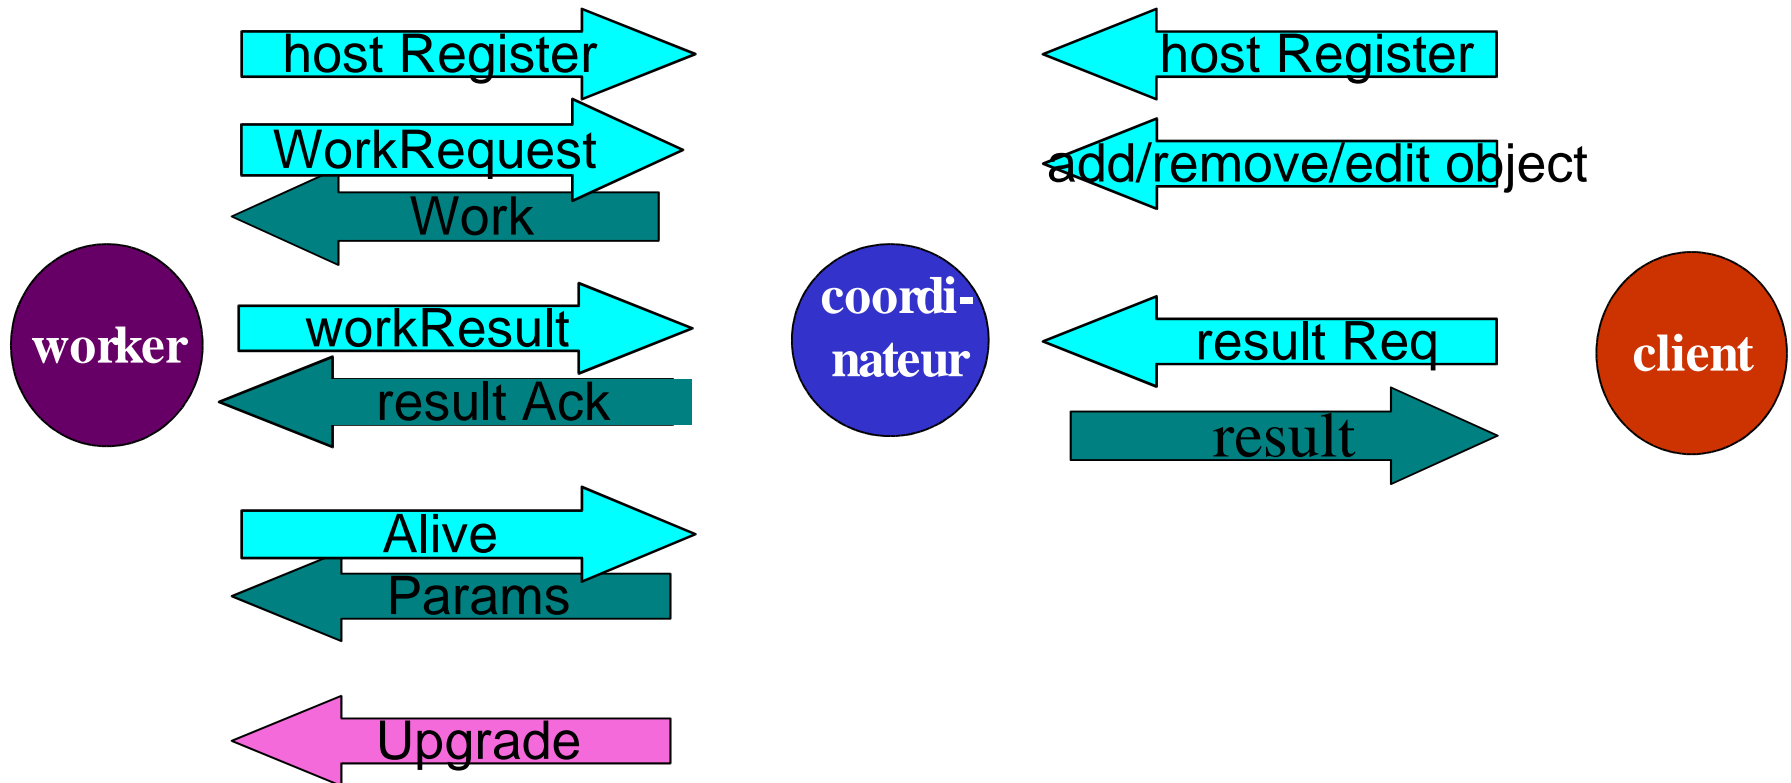 host Register
host Register
WorkRequest
add/remove/edit object
Work
worker
workResult
result Ack
coordi-
nateur
result Req
result
client
Alive
Params
Upgrade